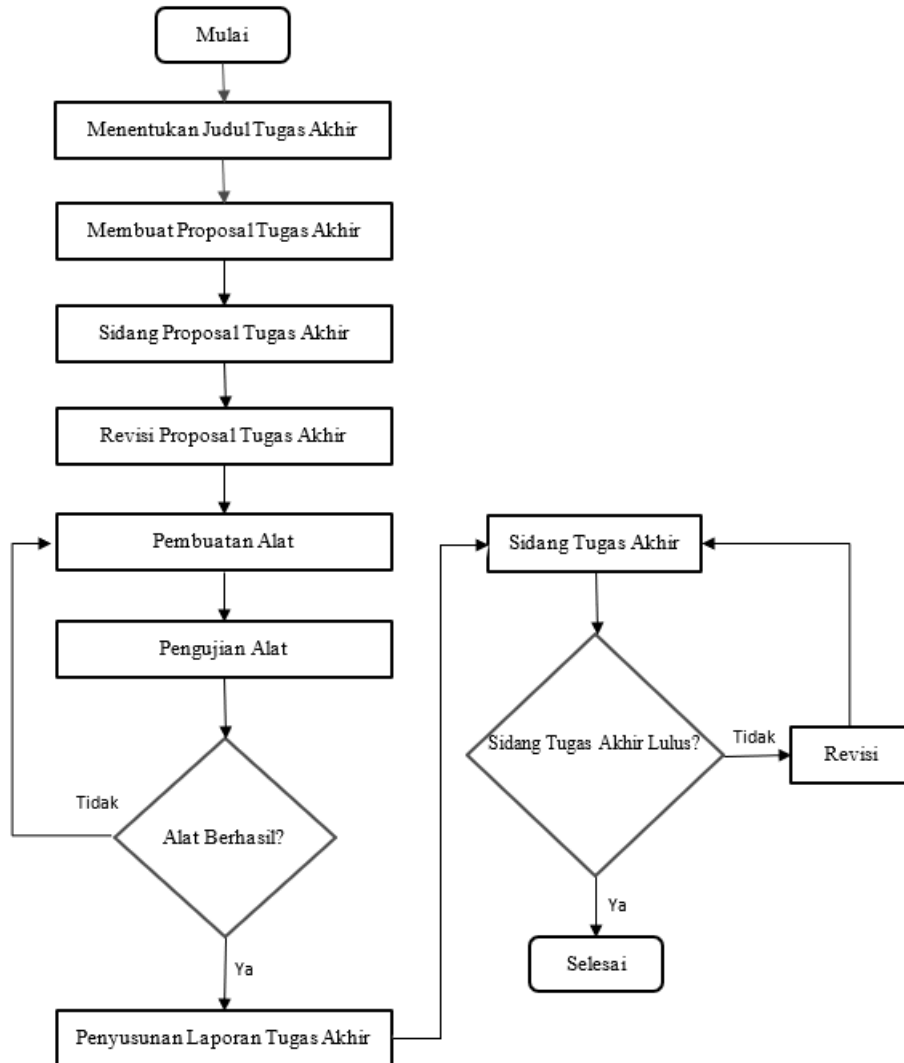 Mulai
Menentukan Judul Tugas Akhir
Membuat Proposal Tugas Akhir
Sidang Proposal Tugas Akhir
Revisi Proposal Tugas Akhir
Pembuatan Alat
Pengujian Alat
Tidak
Alat Berhasil?
Ya
Penyusunan Laporan Tugas Akhir
Sidang Tugas Akhir
Sidang Tugas Akhir Lulus?
Tidak
Revisi
Ya
Selesai